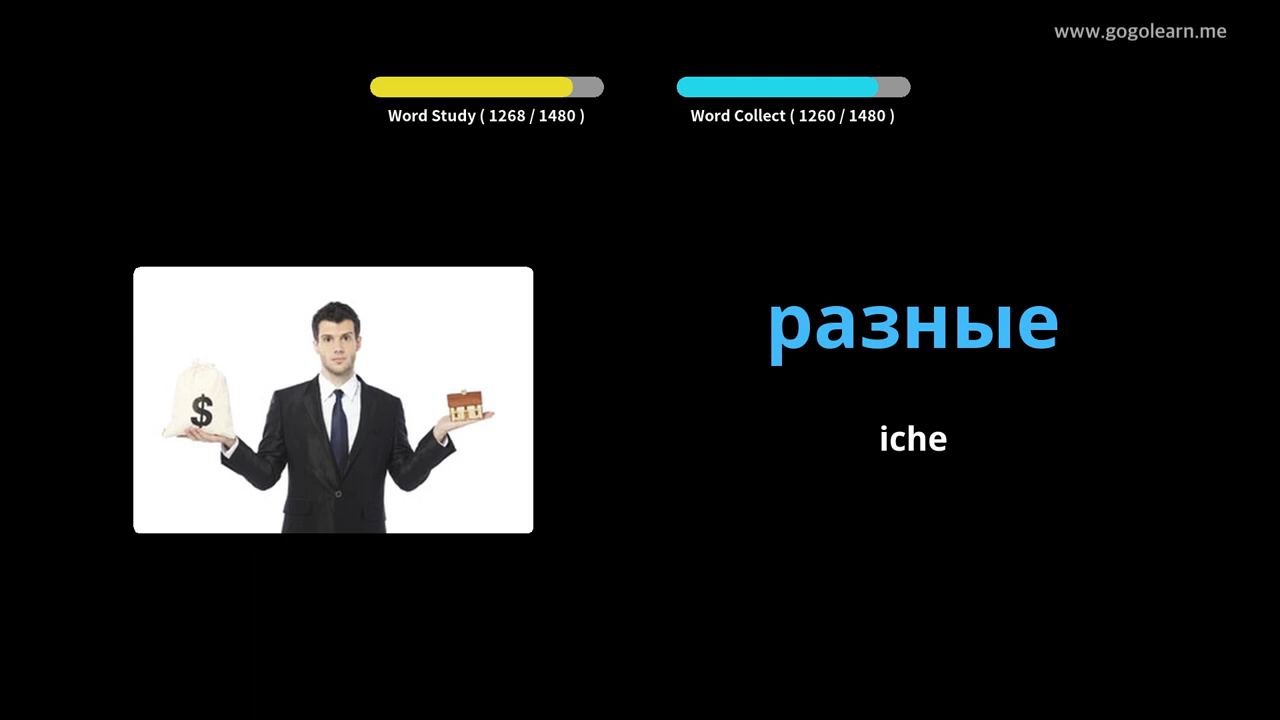 www.gogolearn.me
Word Study ( 1268 / 1480 )
Word Collect ( 1260 / 1480 )
$
разные
iche